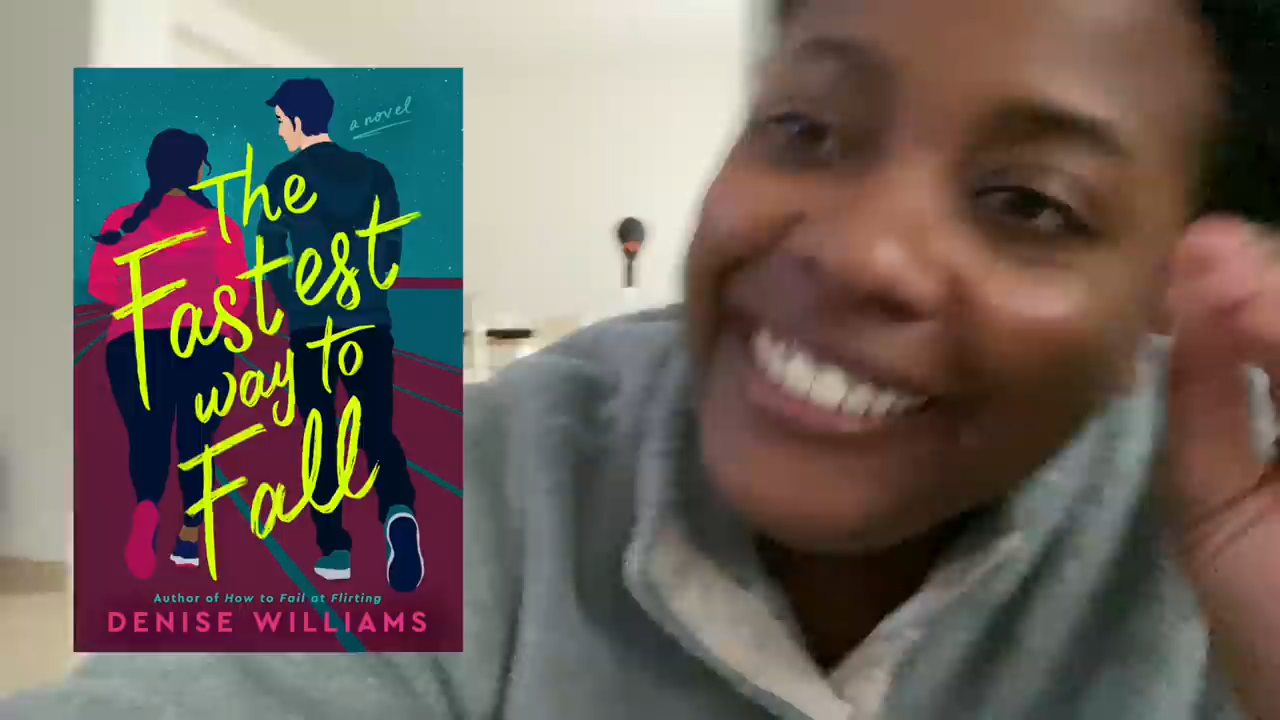 a novel
The
Fastest
way to
Fall
Author of How to Fail at Flirting
DENISE WILLIAMS